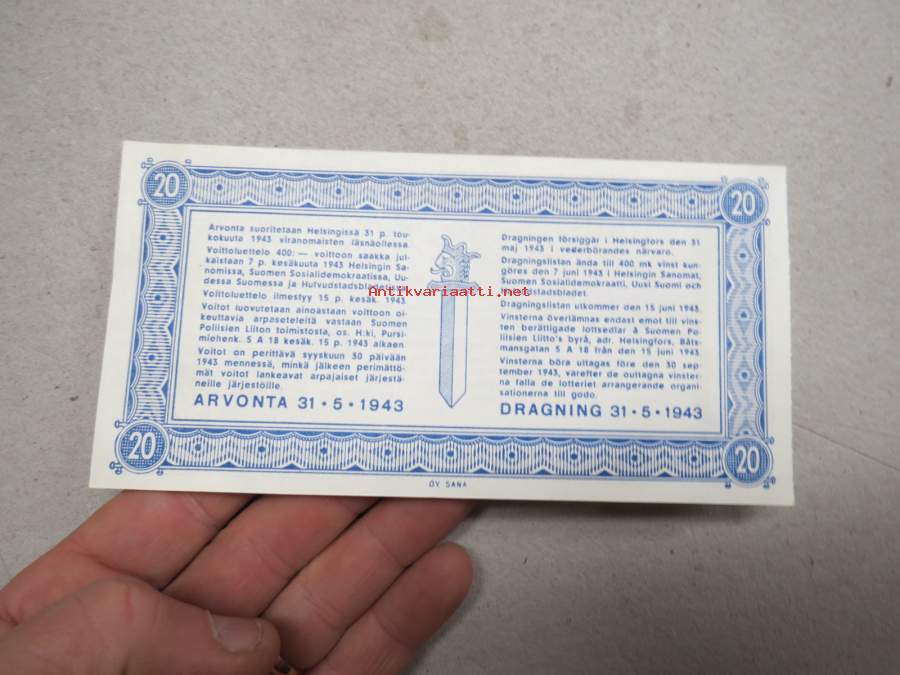 20
20
Arvonta suoritetaan Helsingissä 31 p. tou-
kokuuta 1943 viranomaisten läsnäollessa
Voittoluettelo 400:— voittoon saakka jul-
kaistaan 7 p. kesäkuuta 1943 Helsingin Sa-
nomissa, Suomen Sosialidemokraatissa, Uu-
dessa Suomessa ja Hufvudstadsbladetissa
Voittoluettelo ilmestyy 15 p. kesäk. 1943
Voitot luovutetaan ainoastaan voittoon oi-
keuttavia arpaseteleitä vastaan Suomen
Poliisien Liiton toimistosta, os. H:ki, Pursi-
miehenk. 5 A 18 kesäk. 15 p. 1943 alkaen.
Voitot on perittävä syyskuun 30 päivään
1943 mennessä, minkä jälkeen perimättö-
mät voitot lankeavat arpajaiset järjestä-
neille järjestöille.
ARVONTA 31 • 5 • 1943
Dragningen försiggår i Helsingfors den 31
maj 1943 i vederbörandes närvaro.
Dragningslistan ända till 400 mk vinst kun-
göres den 7 juni 1943 i Helsingin Sanomat,
Suomen Sosialidemokratti, Uusi Suomi och
Hufvudstadsbladet.
Dragningslistan utkommer den 15 juni 1943.
Vinsterna överlämnas endast emot till vins-
ten berättigade lottsedlar å Suomen Po-
liisien Liitto's byrå, adr. Helsingfors, Båts-
mansgatan 5 A 18 från den 15 juni 1943.
Vinsterna böra uttagas före den 30 sep-
tember 1943, varefter de outtagna vinster-
na falla de lotteriet arrangerande organi-
sationerna till godo.
DRAGNING 31 • 5 • 1943
Antikvariaatti.net
20
20
OY. SANA